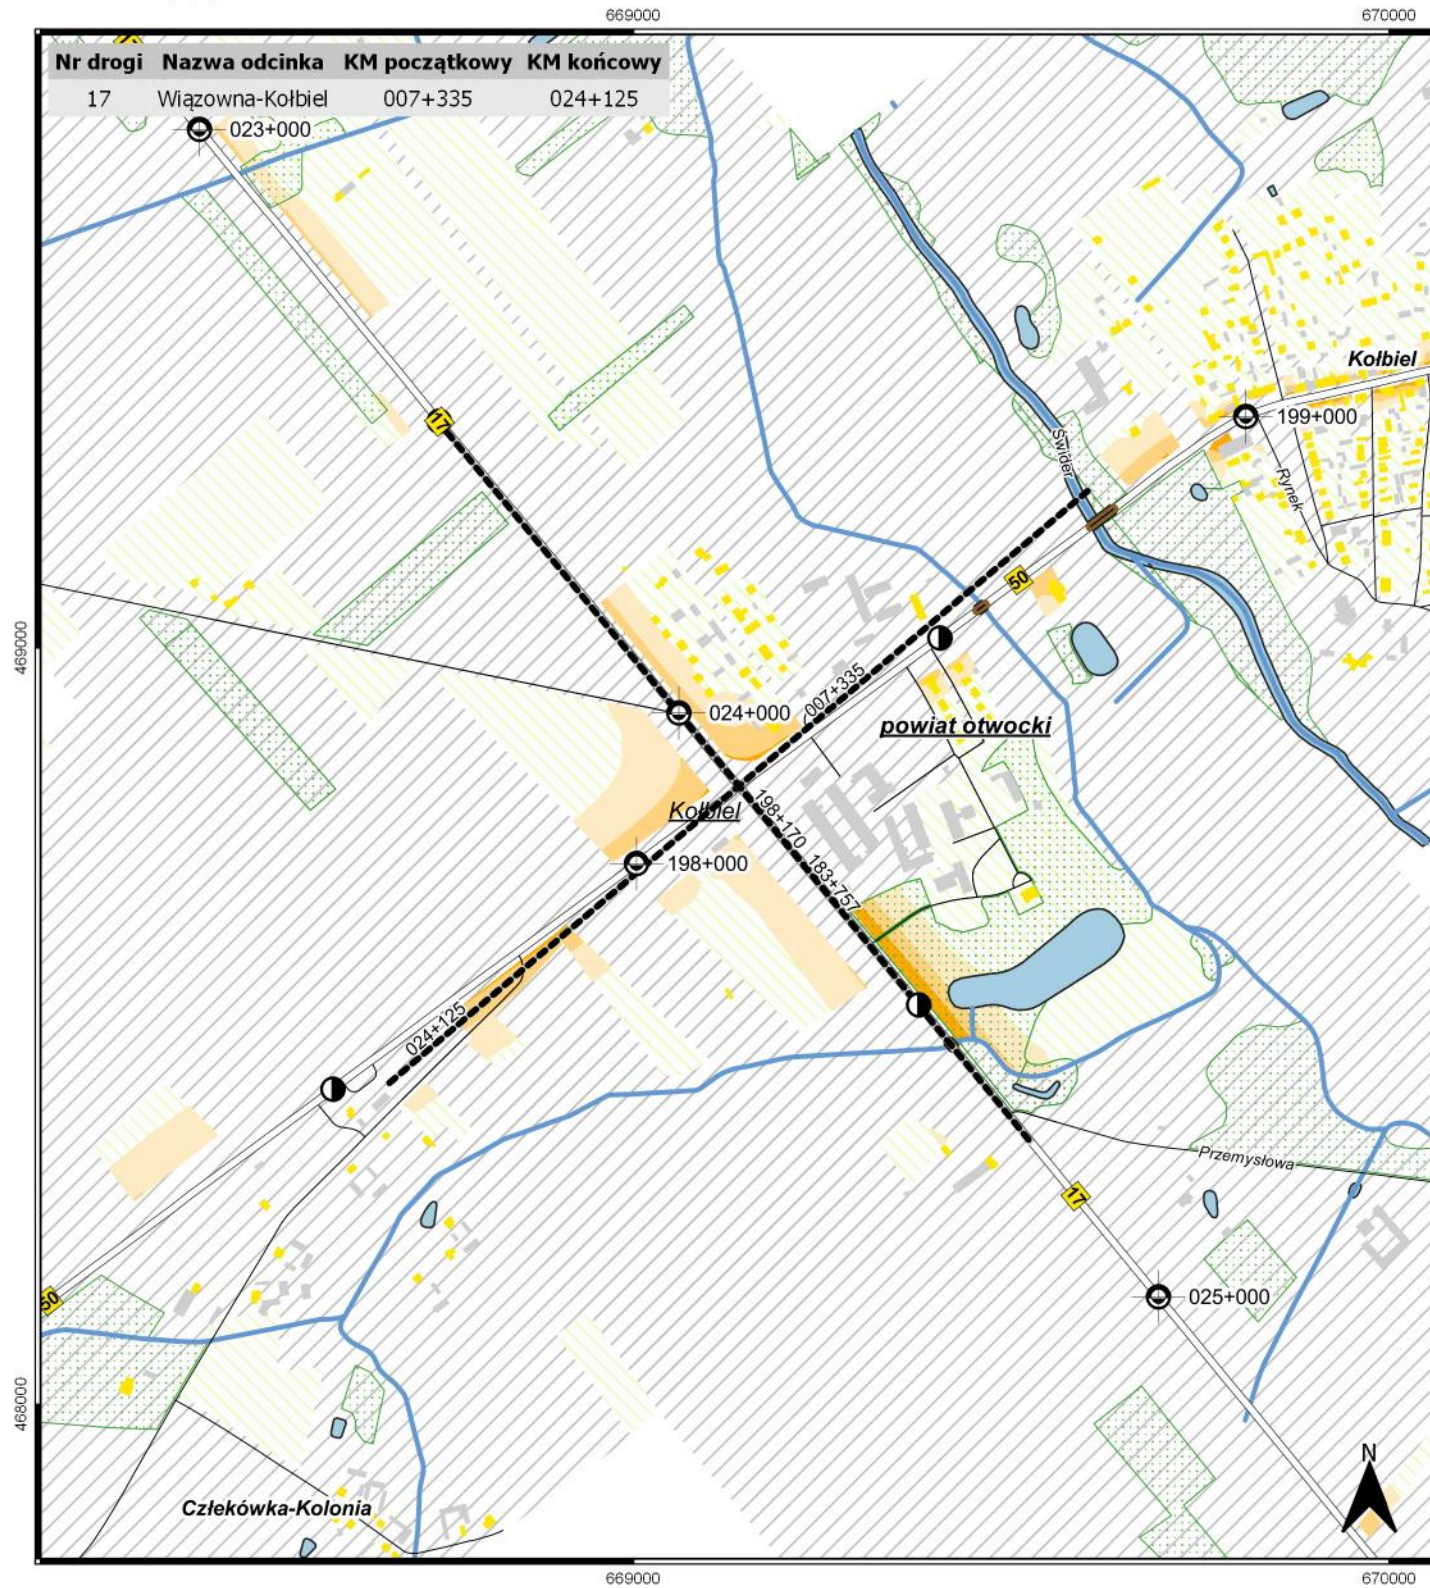 669000 670000
Nr drogi Nazwa odcinka KM początkowy KM końcowy
17 Wiązowna-Kołbiel 007+335 024+125
023+000
Kołbiel
17
199+000
Świder
Rynek
50
469000
007+335
024+000
powiat otwocki
198+170
Kołbiel
183+757
198+000
024+125
Przemysłowa
17
50
025+000
468000
N
Człekówka-Kolonia
669000 670000